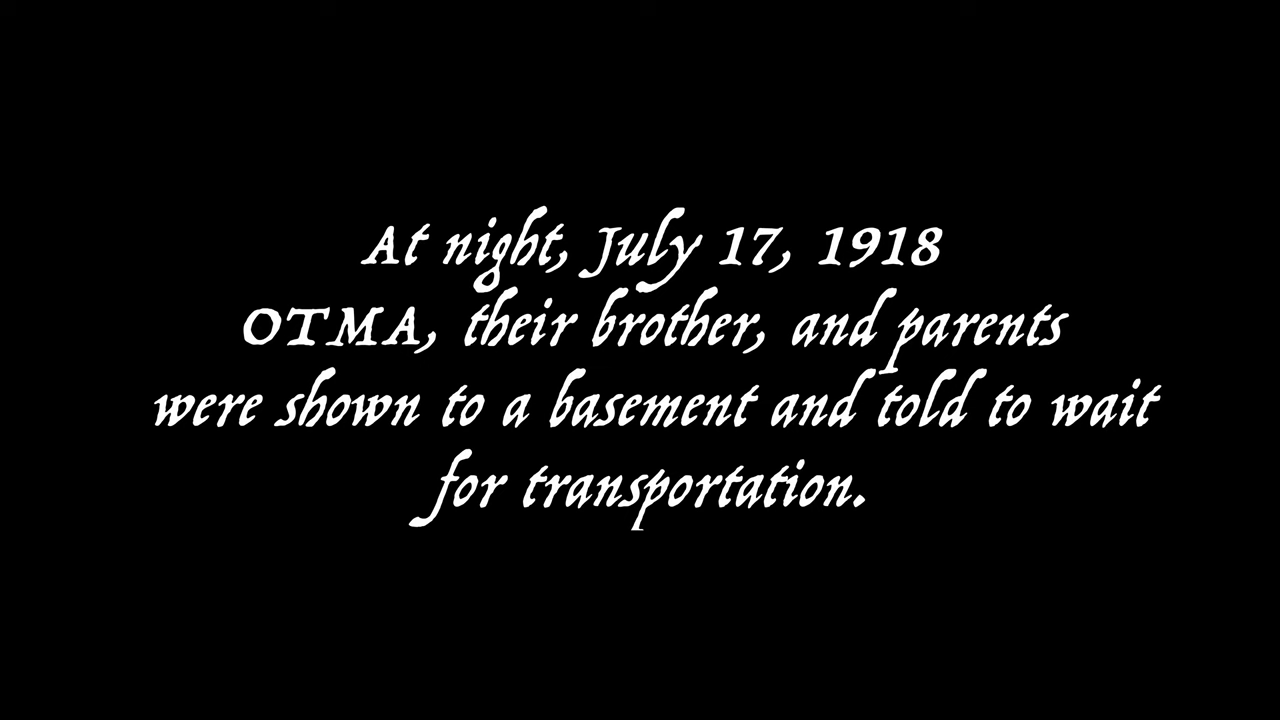 At night, July 17, 1918
OTMA, their brother, and parents
were shown to a basement and told to wait
for transportation.